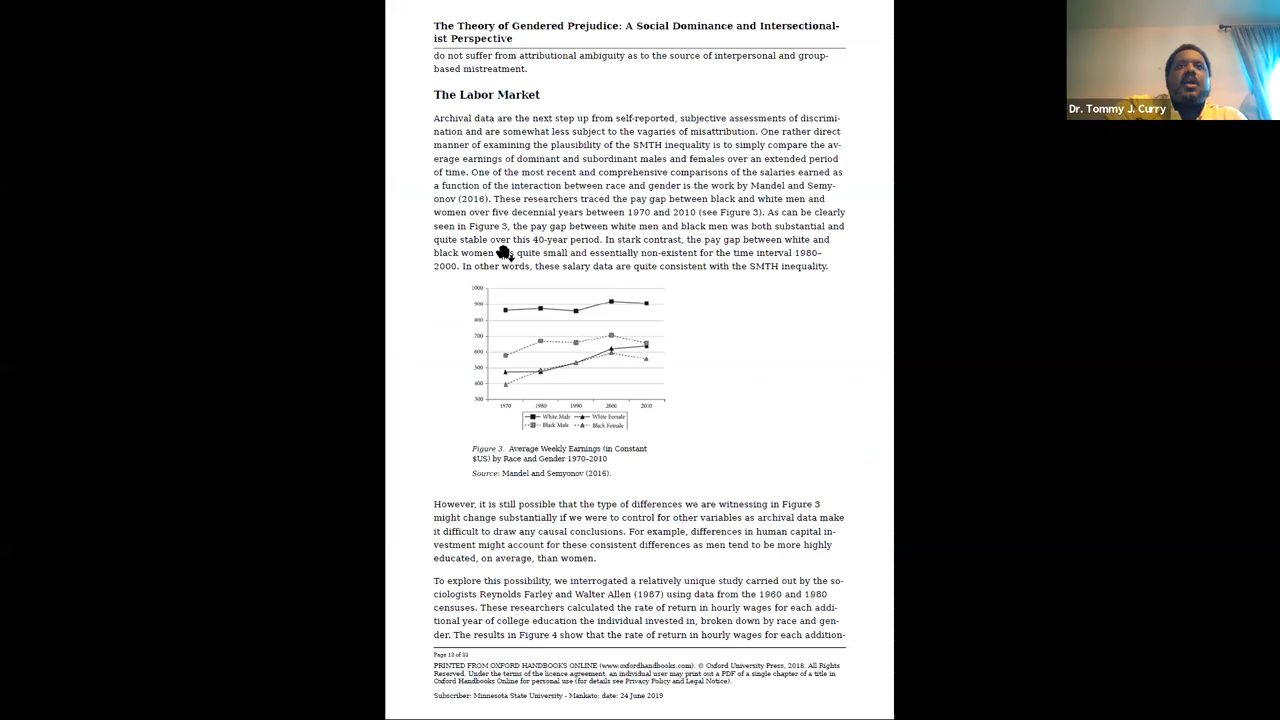 The Theory of Gendered Prejudice: A Social Dominance and Intersectional-
ist Perspective
do not suffer from attributional ambiguity as to the source of interpersonal and group-
based mistreatment.
The Labor Market
Archival data are the next step up from self-reported, subjective assessments of discrimi-
nation and are somewhat less subject to the vagaries of misattribution. One rather direct
manner of examining the plausibility of the SMTH inequality is to simply compare the av-
erage earnings of dominant and subordinant males and females over an extended period
of time. One of the most recent and comprehensive comparisons of the salaries earned as
a function of the interaction between race and gender is the work by Mandel and Semy-
onov (2016). These researchers traced the pay gap between black and white men and
women over five decennial years between 1970 and 2010 (see Figure 3). As can be clearly
seen in Figure 3, the pay gap between white men and black men was both substantial and
quite stable over this 40-year period. In stark contrast, the pay gap between white and
black women quite small and essentially non-existent for the time interval 1980–
2000. In other words, these salary data are quite consistent with the SMTH inequality.
1000
900
800
700
600
500
400
300
1970 1980 1990 2000 2010
White Male White Female
Black Male Black Female
Figure 3. Average Weekly Earnings (in Constant
$US) by Race and Gender 1970–2010
Source: Mandel and Semyonov (2016).
However, it is still possible that the type of differences we are witnessing in Figure 3
might change substantially if we were to control for other variables as archival data make
it difficult to draw any causal conclusions. For example, differences in human capital in-
vestment might account for these consistent differences as men tend to be more highly
educated, on average, than women.
To explore this possibility, we interrogated a relatively unique study carried out by the so-
ciologists Reynolds Farley and Walter Allen (1987) using data from the 1960 and 1980
censuses. These researchers calculated the rate of return in hourly wages for each addi-
tional year of college education the individual invested in, broken down by race and gen-
der. The results in Figure 4 show that the rate of return in hourly wages for each addition-
Page 13 of 33
PRINTED FROM OXFORD HANDBOOKS ONLINE (www.oxfordhandbooks.com). © Oxford University Press, 2018. All Rights
Reserved. Under the terms of the licence agreement, an individual user may print out a PDF of a single chapter of a title in
Oxford Handbooks Online for personal use (for details see Privacy Policy and Legal Notice).
Subscriber: Minnesota State University - Mankato; date: 24 June 2019
Dr. Tommy J. Curry